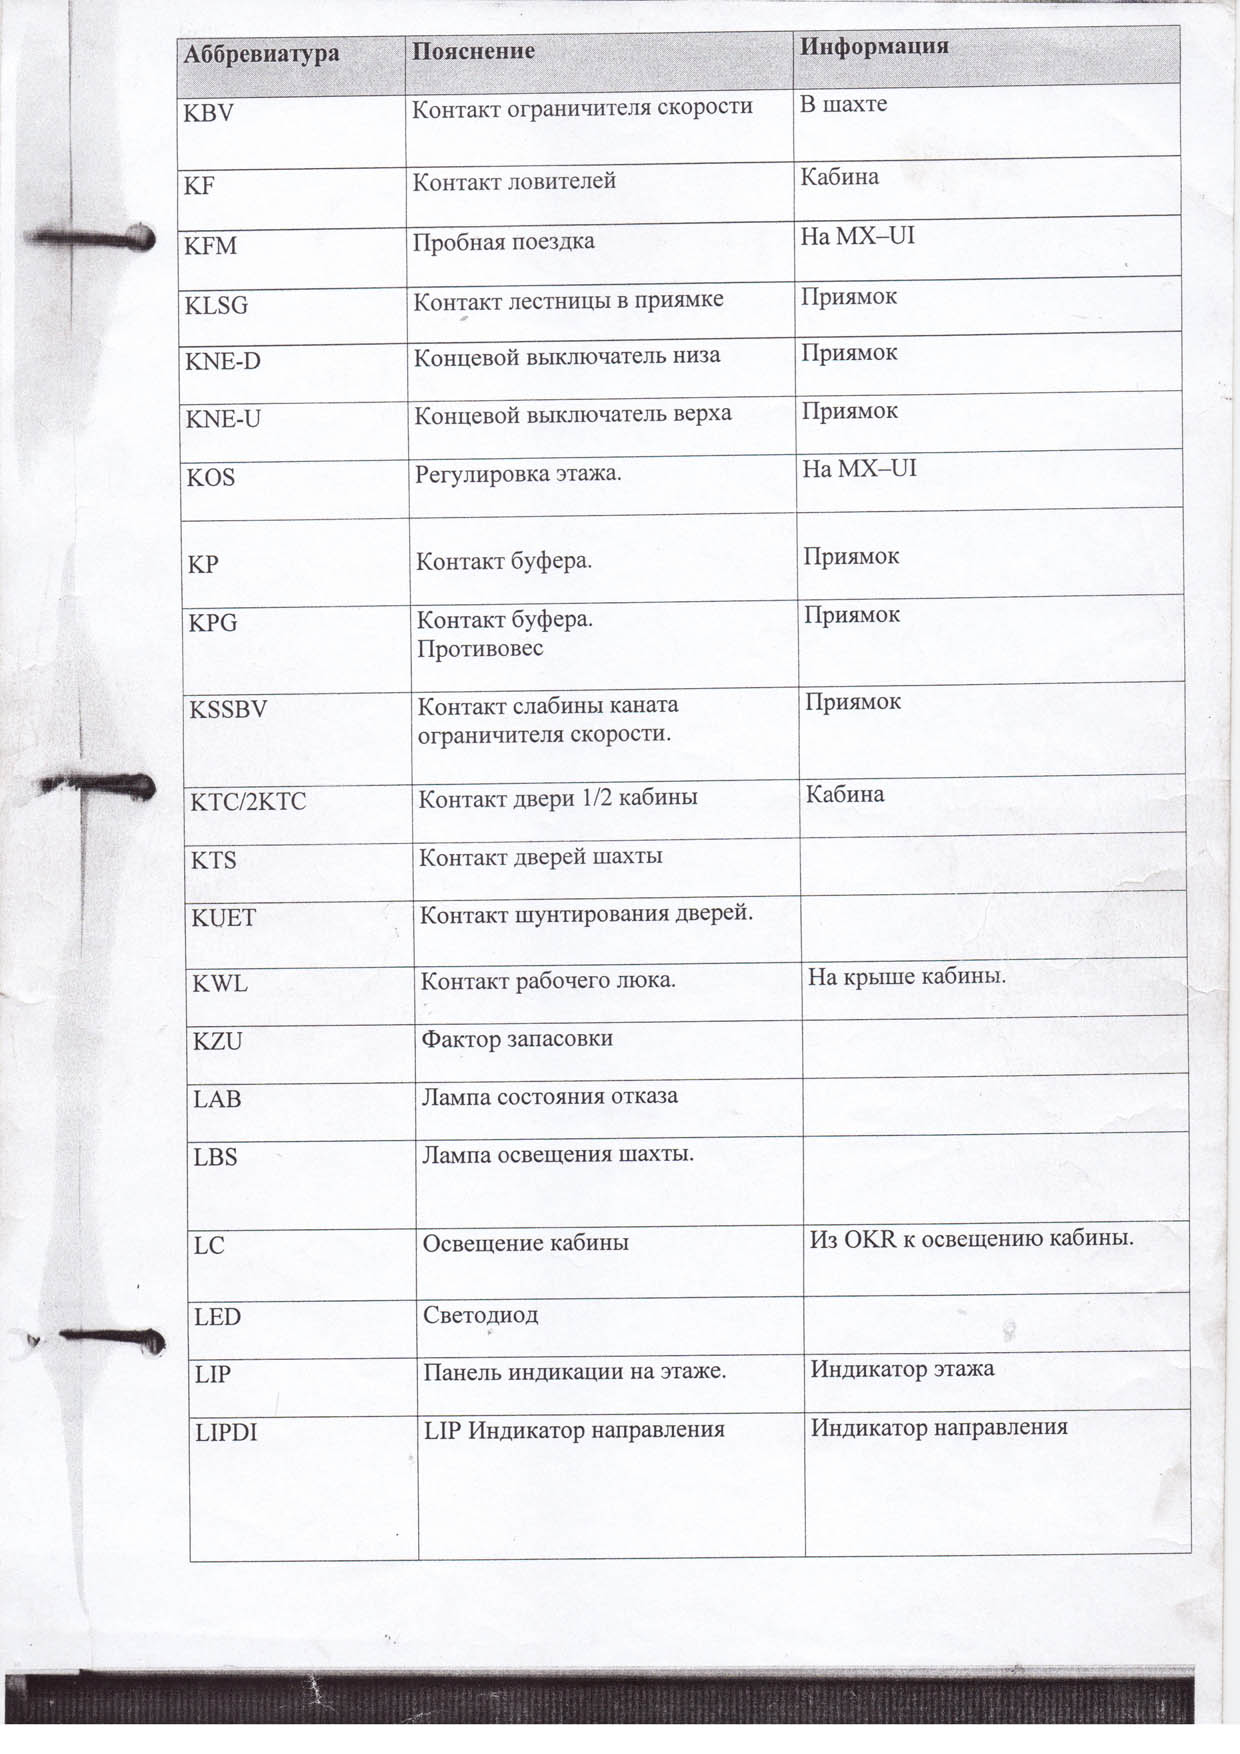 Аббревиатура Пояснение Информация
KBV Контакт ограничителя скорости В шахте
KF Контакт ловителей Кабина
KFM Пробная поездка На MX–UI
KLSG Контакт лестницы в приямке Приямок
KNE-D Концевой выключатель низа Приямок
KNE-U Концевой выключатель верха Приямок
KOS Регулировка этажа. На MX–UI
KP Контакт буфера. Приямок
KPG Контакт буфера. Приямок
Противовес
KSSBV Контакт слабины каната Приямок
ограничителя скорости.
KTC/2KTC Контакт двери 1/2 кабины Кабина
KTS Контакт дверей шахты
KUET Контакт шунтирования дверей.
KWL Контакт рабочего люка. На крыше кабины.
KZU Фактор запасовки
LAB Лампа состояния отказа
LBS Лампа освещения шахты.
LC Освещение кабины Из OKR к освещению кабины.
LED Светодиод
LIP Панель индикации на этаже. Индикатор этажа
LIPDI LIP Индикатор направления Индикатор направления